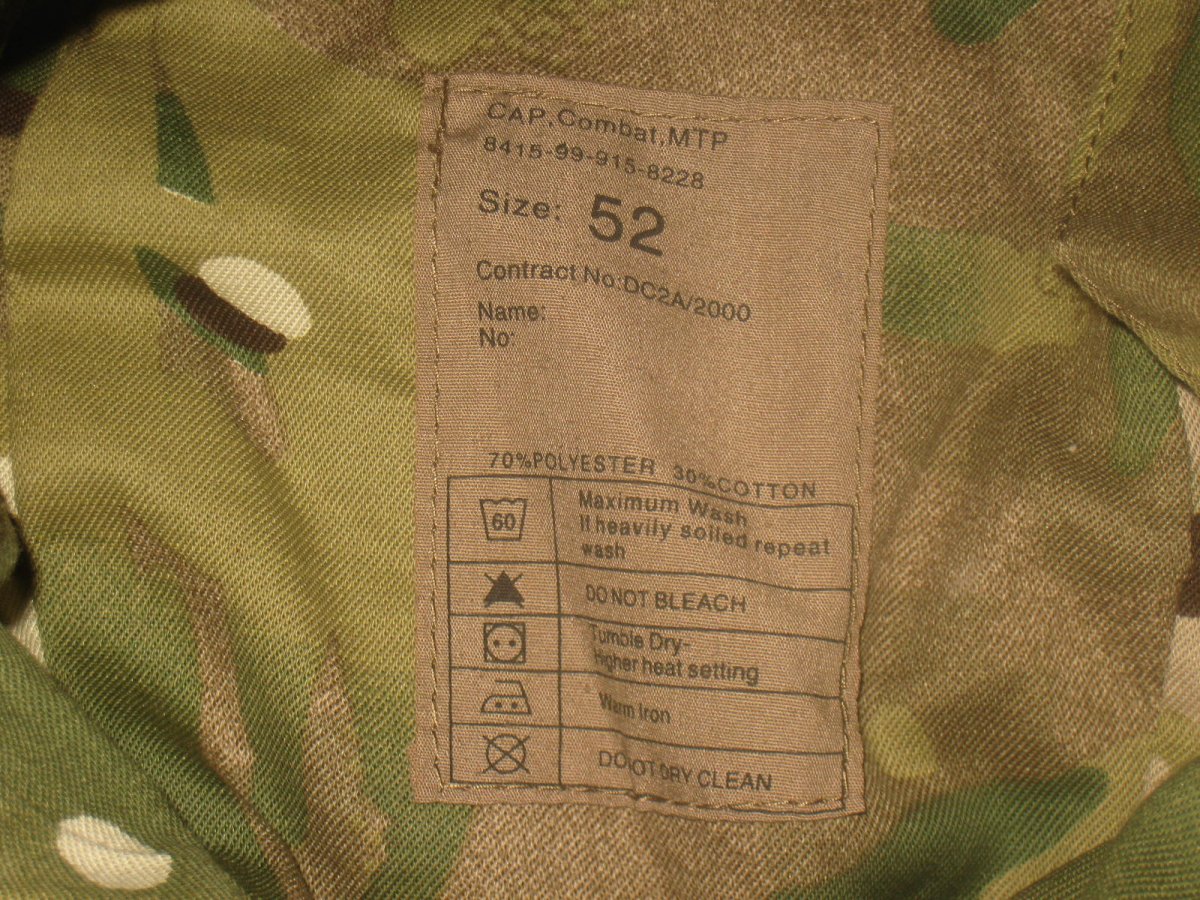 CAP,Combat,MTP
8415-99-915-8228
Size: 52
Contract No:DC2A/2000
Name:
No:
70%POLYESTER 30%COTTON
60
Maximum Wash
II heavily soiled repeat
wash
DO NOT BLEACH
Tumble Dry-
Higher heat setting
Warm Iron
DO NOT DRY CLEAN